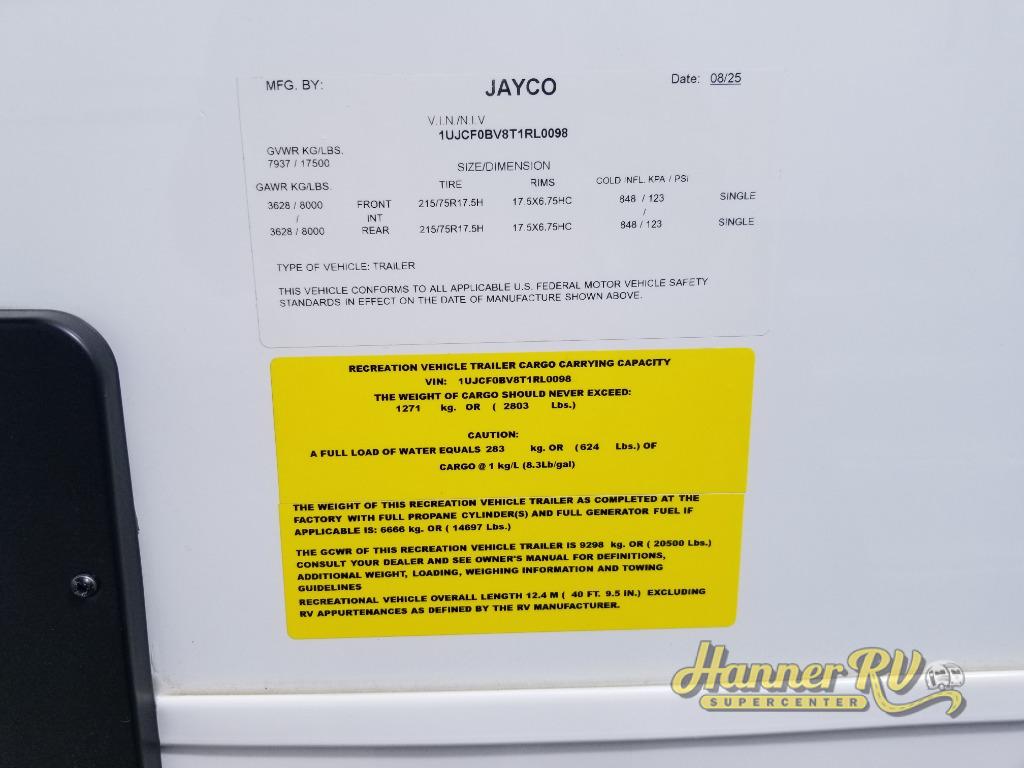 MFG. BY: JAYCO Date: 08/25
V.I.N./N.I.V
1UJCF0BV8T1RL0098
GVWR KG/LBS.
7937 / 17500
SIZE/DIMENSION
GAWR KG/LBS. TIRE RIMS COLD INFL. KPA / PSI
3628 / 8000 FRONT 215/75R17.5H 17.5X6.75HC 848 / 123 SINGLE
/ INT /
3628 / 8000 REAR 215/75R17.5H 17.5X6.75HC 848 / 123 SINGLE
TYPE OF VEHICLE: TRAILER
THIS VEHICLE CONFORMS TO ALL APPLICABLE U.S. FEDERAL MOTOR VEHICLE SAFETY
STANDARDS IN EFFECT ON THE DATE OF MANUFACTURE SHOWN ABOVE.
RECREATION VEHICLE TRAILER CARGO CARRYING CAPACITY
VIN: 1UJCF0BV8T1RL0098
THE WEIGHT OF CARGO SHOULD NEVER EXCEED:
1271 kg. OR ( 2803 Lbs.)
CAUTION:
A FULL LOAD OF WATER EQUALS 283 kg. OR (624 Lbs.) OF
CARGO @ 1 kg/L (8.3Lb/gal)
THE WEIGHT OF THIS RECREATION VEHICLE TRAILER AS COMPLETED AT THE
FACTORY WITH FULL PROPANE CYLINDER(S) AND FULL GENERATOR FUEL IF
APPLICABLE IS: 6666 kg. OR ( 14697 Lbs.)
THE GCWR OF THIS RECREATION VEHICLE TRAILER IS 9298 kg. OR ( 20500 Lbs.)
CONSULT YOUR DEALER AND SEE OWNER'S MANUAL FOR DEFINITIONS,
ADDITIONAL WEIGHT, LOADING, WEIGHING INFORMATION AND TOWING
GUIDELINES
RECREATIONAL VEHICLE OVERALL LENGTH 12.4 M ( 40 FT. 9.5 IN.) EXCLUDING
RV APPURTENANCES AS DEFINED BY THE RV MANUFACTURER.
Hanner RV
SUPERCENTER